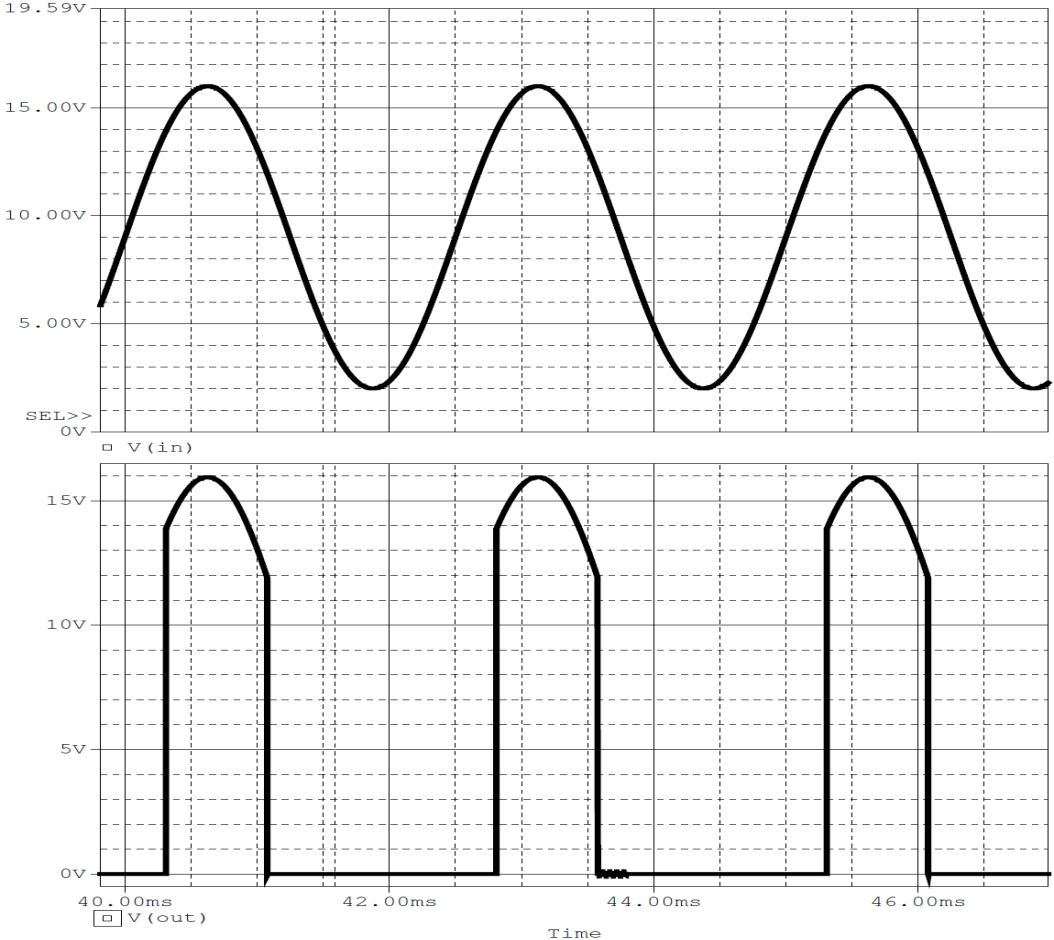 19.59V
15.00V
10.00V
5.00V
SEL>>
0V
V(in)
15V
10V
5V
0V
40.00ms 42.00ms 44.00ms 46.00ms
V(out)
Time